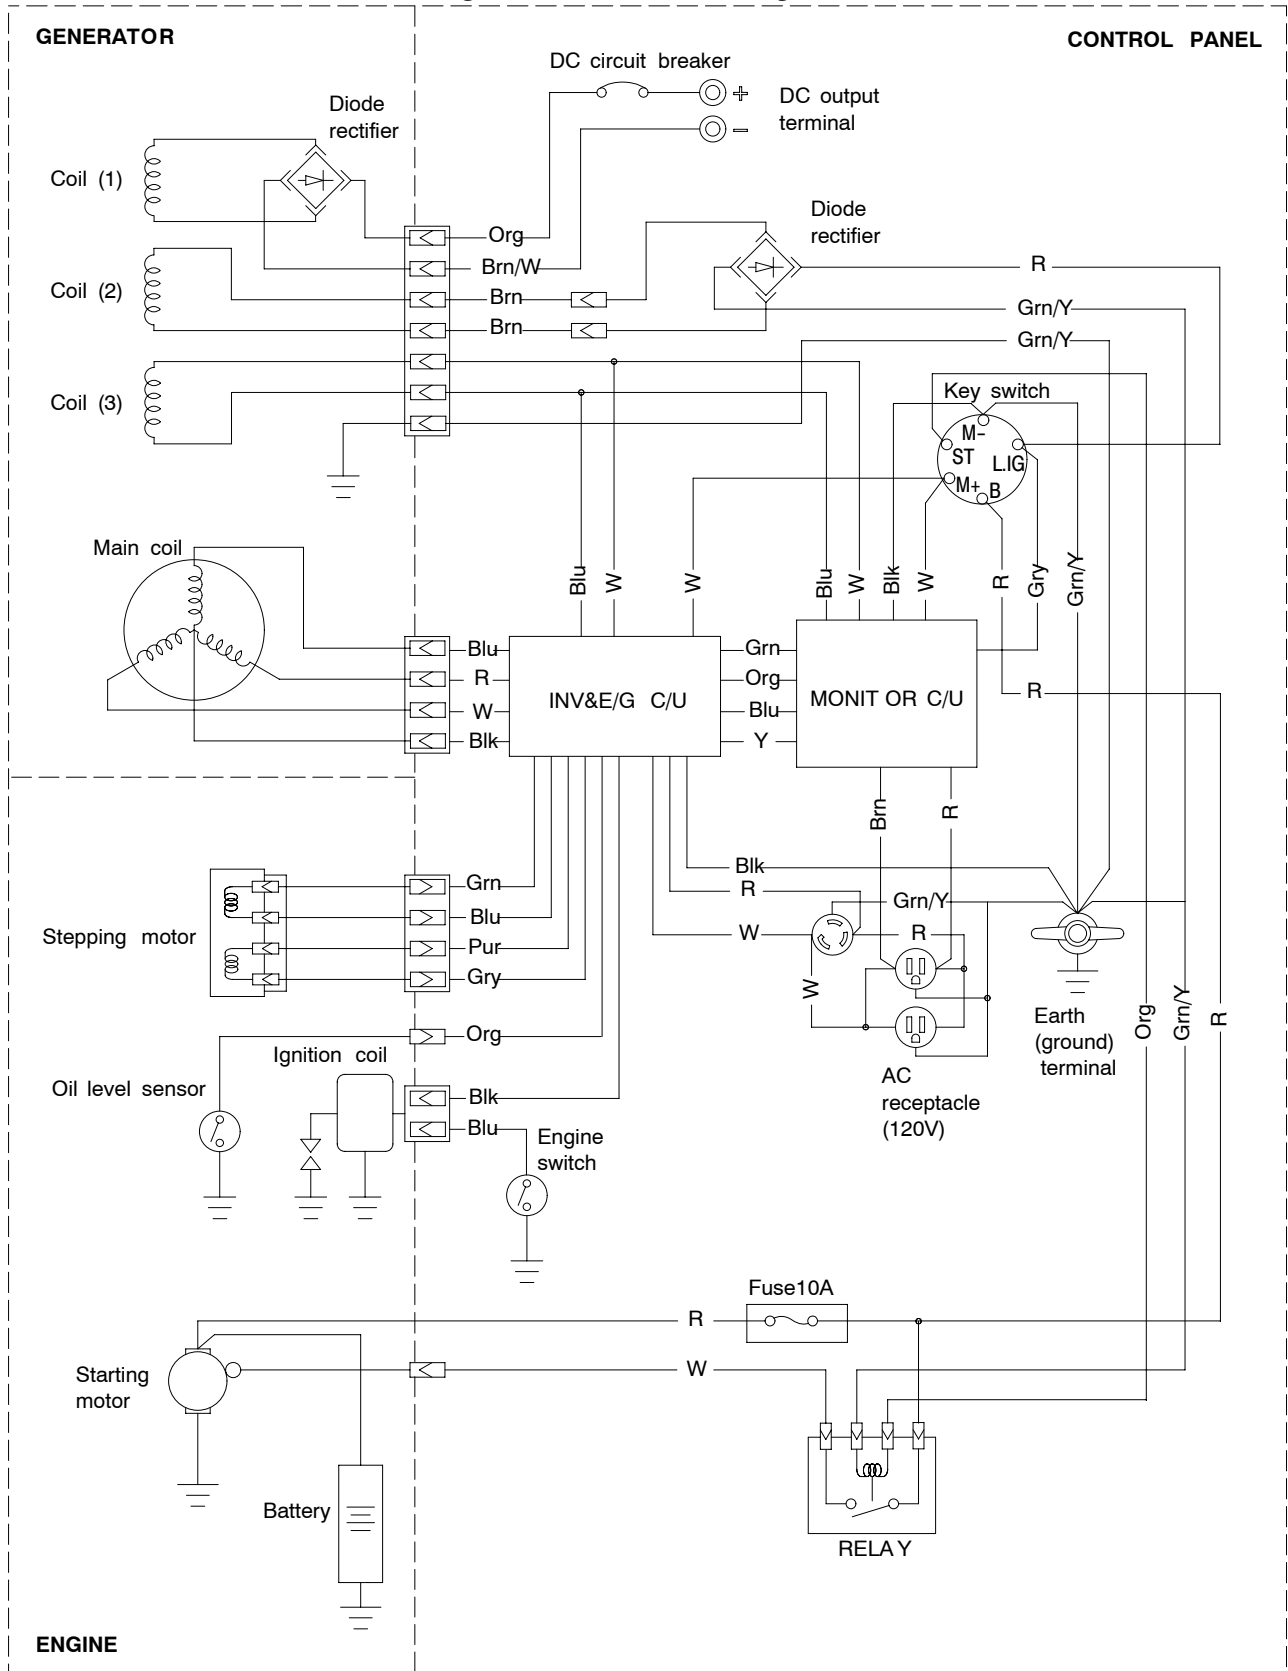 GENERATOR
CONTROL PANEL
DC circuit breaker
DC output
terminal
+
−
Diode
rectifier
Coil (1)
Diode
rectifier
Org
Brn/W
R
Coil (2)
Brn
Grn/Y
Brn
Grn/Y
Coil (3)
Key switch
M−
ST
L.IG
M+
B
Main coil
Blu
W
W
Blu
W
Blk
W
R
Gry
Grn/Y
Blu
R
W
Blk
INV&E/G C/U
Grn
Org
Blu
Y
MONIT OR C/U
R
Brn
R
Blk
R
Grn/Y
W
R
W
Stepping motor
Grn
Blu
Pur
Gry
Org
Grn/Y
R
Earth
(ground)
terminal
Org
Ignition coil
Oil level sensor
Blk
Blu
Engine
switch
AC
receptacle
(120V)
Fuse10A
R
W
Starting
motor
Battery
RELA Y
ENGINE